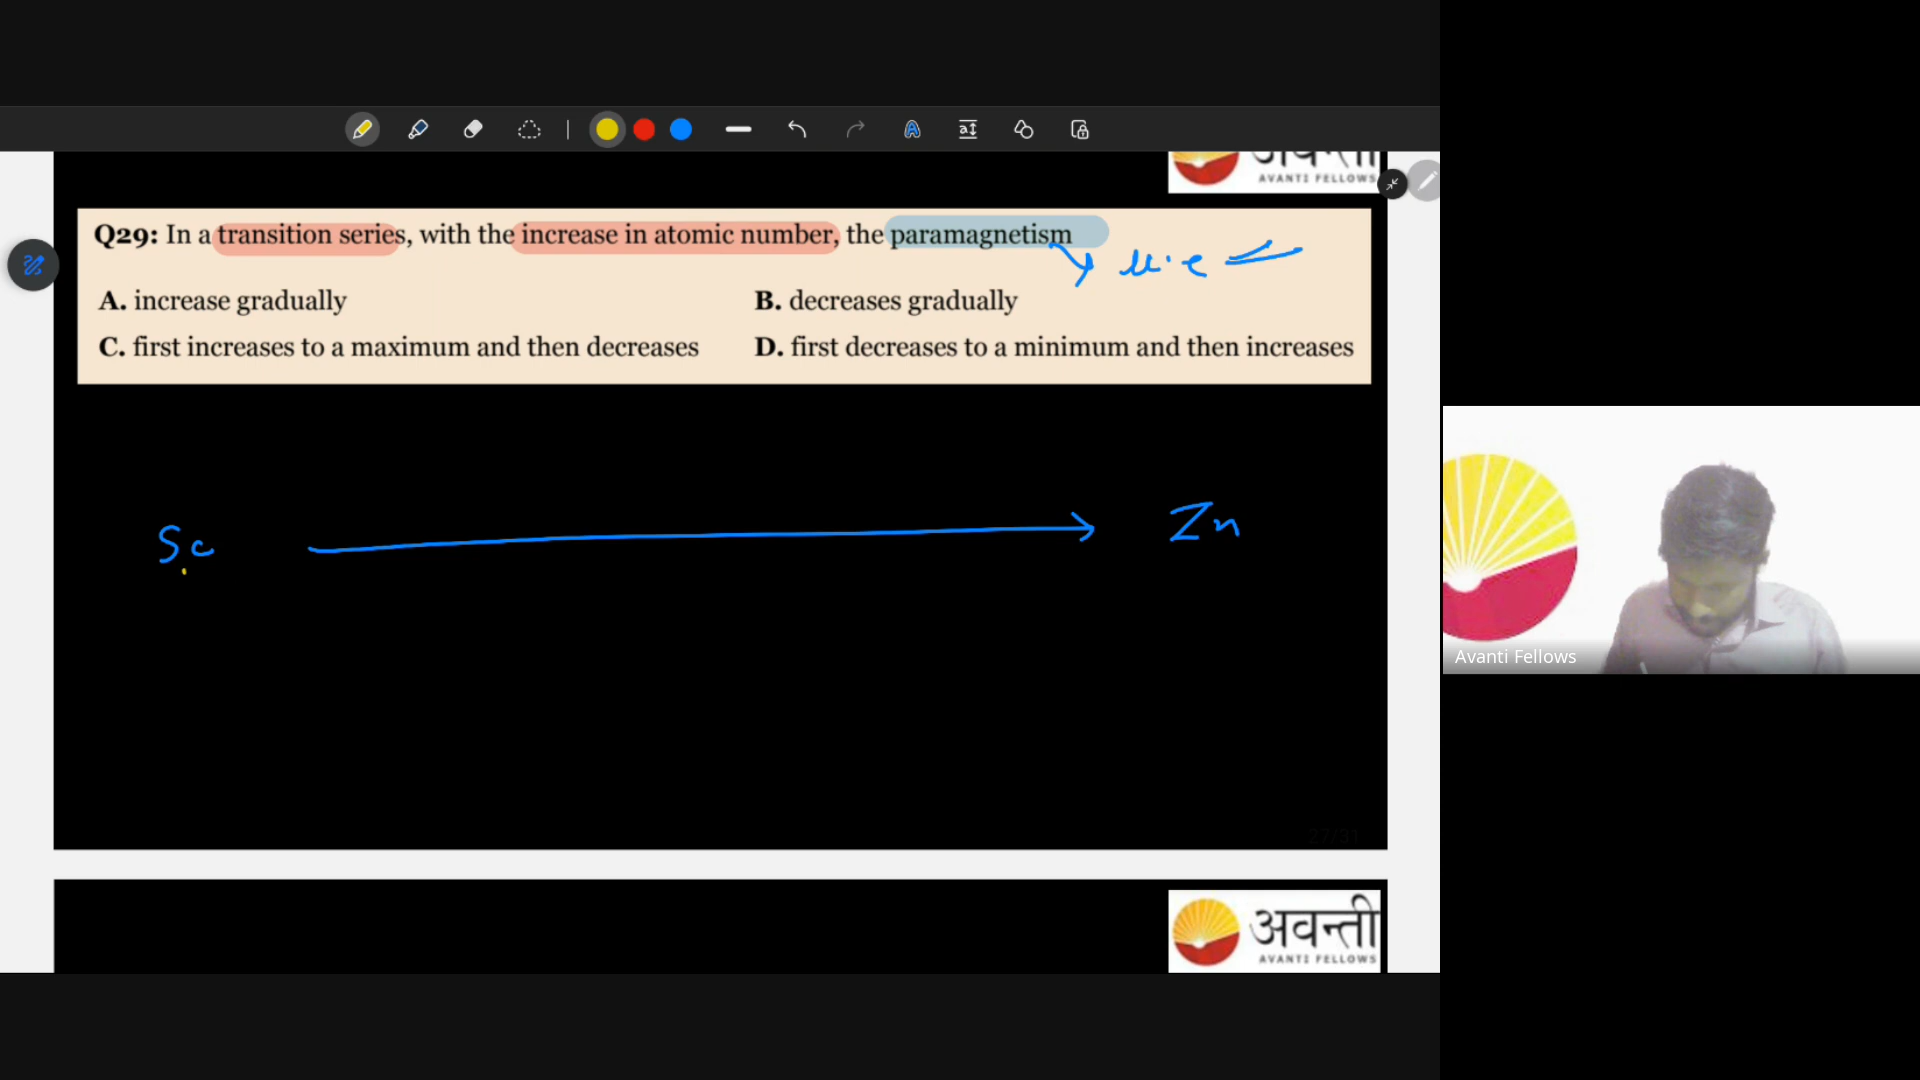 अवन्ती
AVANTI FELLOWS
Q29: In a transition series, with the increase in atomic number, the paramagnetism
u.e
A. increase gradually
B. decreases gradually
C. first increases to a maximum and then decreases
D. first decreases to a minimum and then increases
Sc
Zn
27/31
Avanti Fellows
अवन्ती
AVANTI FELLOWS